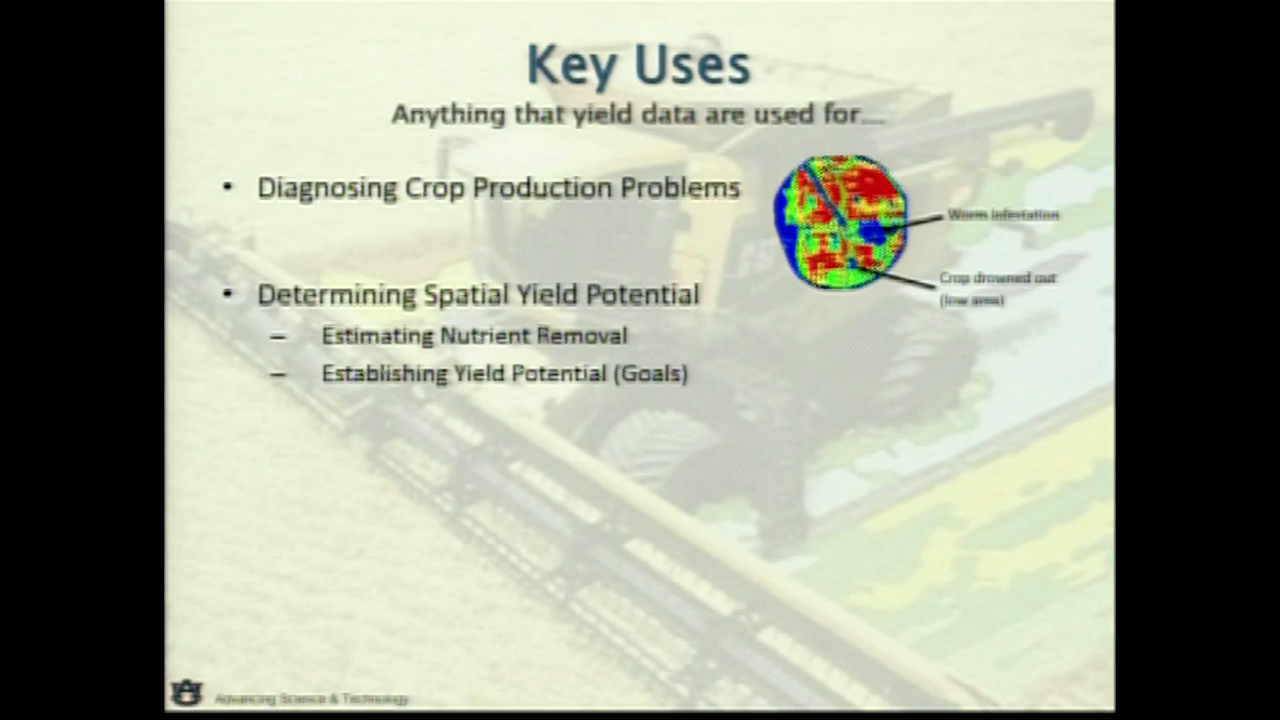 Key Uses
Anything that yield data are used for....
• Diagnosing Crop Production Problems
Worm infestation
Crop drowned out
(low area)
• Determining Spatial Yield Potential
– Estimating Nutrient Removal
– Establishing Yield Potential (Goals)
Advancing Science & Technology